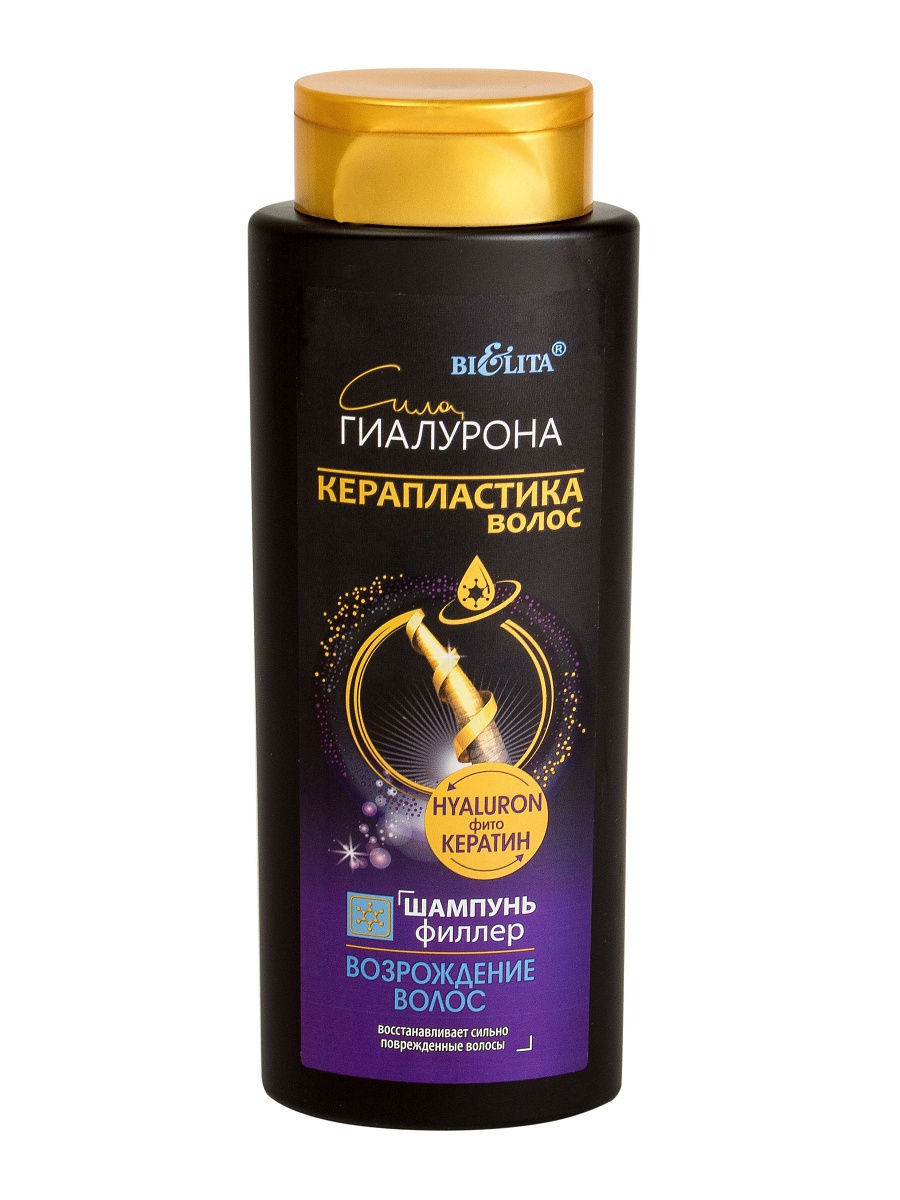 BIELITA®
Сила
ГИАЛУРОНА
КЕРАПЛАСТИКА
ВОЛОС
HYALURON
фито
КЕРАТИН
ШАМПУНЬ
филлер
ВОЗРОЖДЕНИЕ
ВОЛОС
восстанавливает сильно
поврежденные волосы